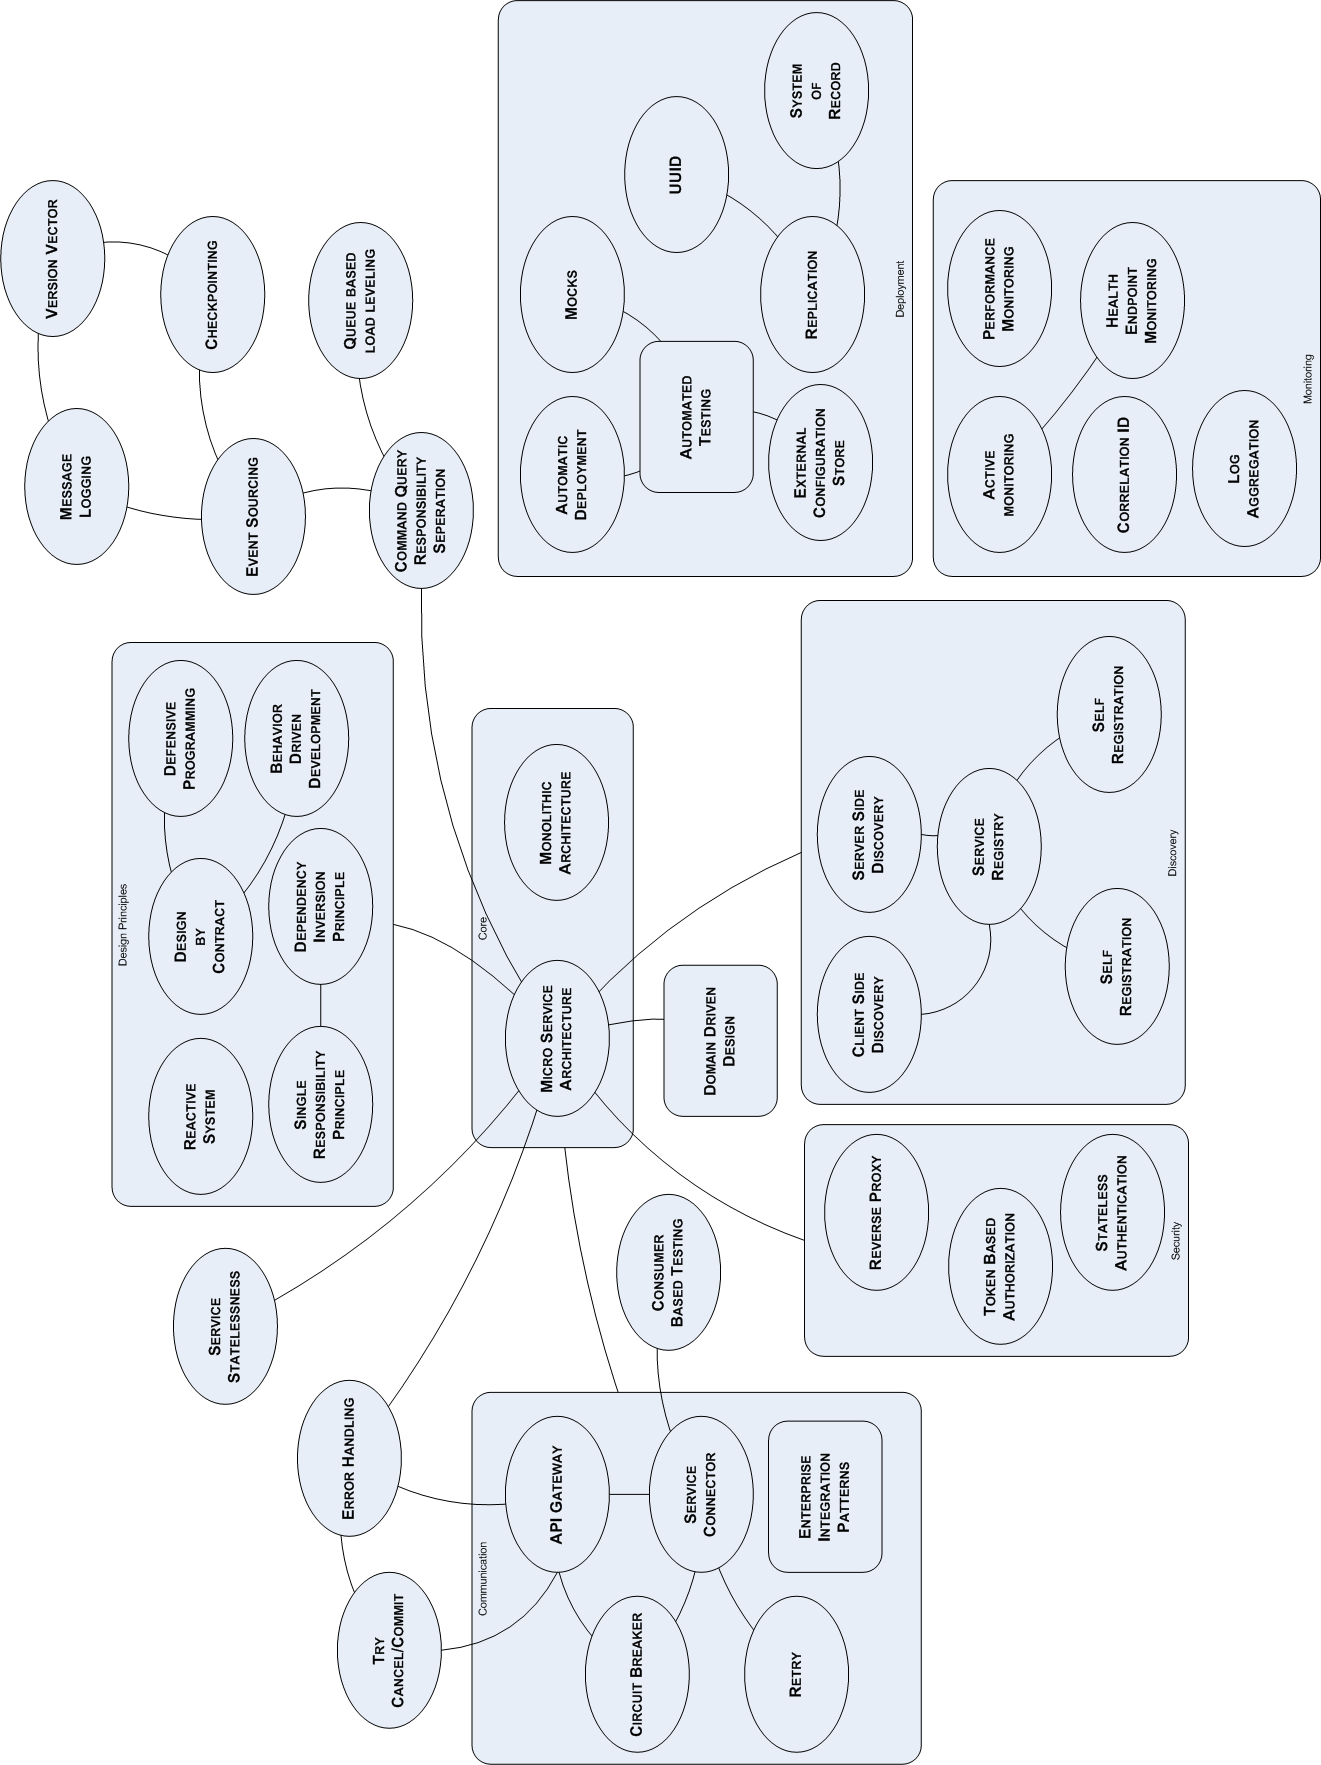 Version Vector
Message
Logging
Checkpointing
Event Sourcing
Queue based
load leveling
Command Query
Responsibility
Seperation
Design Principles
Defensive
Programming
Behavior
Driven
Development
Design
by
Contract
Dependency
Inversion
Principle
Reactive
System
Single
Responsibility
Principle
Service
Statelessness
Error Handling
Try
Cancel/Commit
Core
Monolithic
Architecture
Micro Service
Architecture
Domain Driven
Design
Communication
API Gateway
Service
Connector
Circuit Breaker
Retry
Enterprise
Integration
Patterns
Consumer
Based Testing
Deployment
Automatic
Deployment
Mocks
Automated
Testing
UUID
System
of
Record
Replication
External
Configuration
Store
Monitoring
Active
monitoring
Performance
Monitoring
Correlation ID
Health
Endpoint
Monitoring
Log
Aggregation
Discovery
Client Side
Discovery
Server Side
Discovery
Service
Registry
Self
Registration
Self
Registration
Security
Reverse Proxy
Token Based
Authorization
Stateless
Authentication